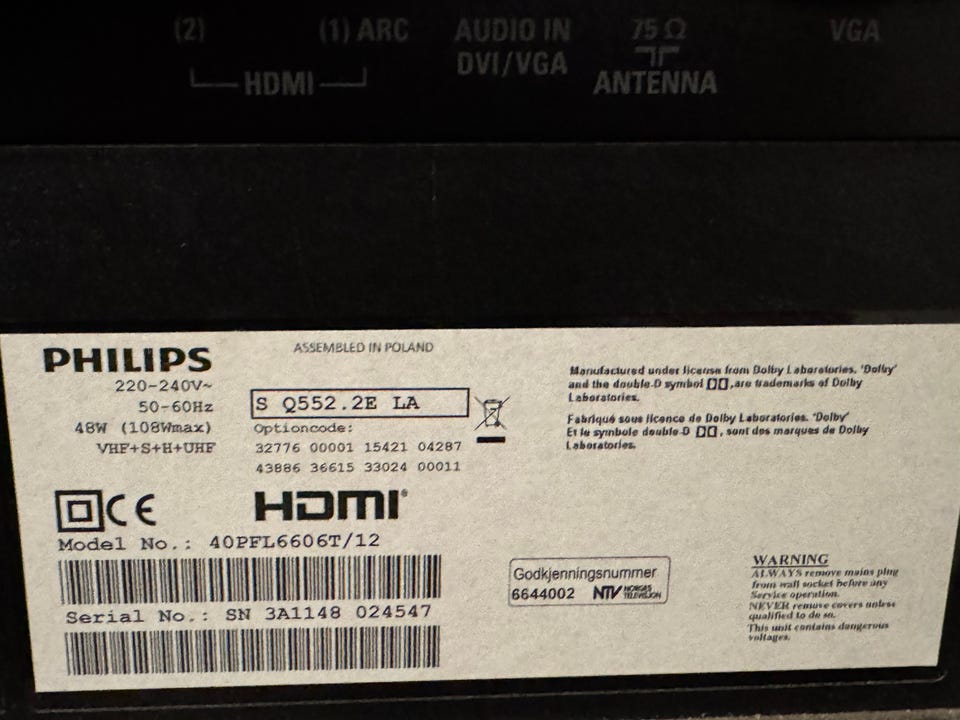 (2) (1) ARC
HDMI
AUDIO IN
DVI/VGA
75 Ω
ANTENNA
VGA
PHILIPS
220-240V~
50-60Hz
48W (108Wmax)
VHF+S+H+UHF
ASSEMBLED IN POLAND
S Q552.2E LA
Optioncode:
32776 00001 15421 04287
43886 36615 33024 00011
CE
HDMI®
Model No.: 40PFL6606T/12
Serial No.: SN 3A1148 024547
Manufactured under license from Dolby Laboratories. 'Dolby'
and the double-D symbol, are trademarks of Dolby
Laboratories.
Fabriqué sous licence de Dolby Laboratories. 'Dolby'
Et le symbole double-D, sont des marques de Dolby
Laboratories.
Godkjenningsnummer
6644002 NTV NORGES
TELEVISJON
WARNING
ALWAYS remove mains plug
from wall socket before any
Service operation.
NEVER remove covers unless
qualified to do so.
This unit contains dangerous
voltages.